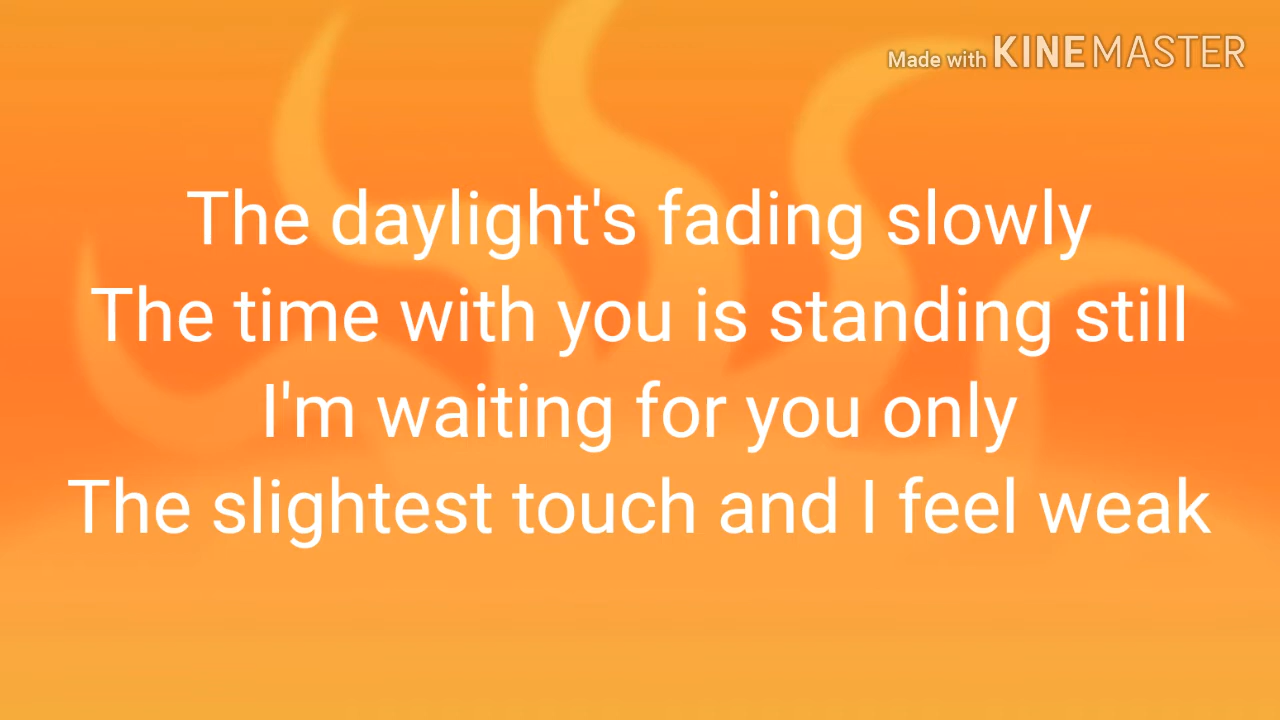 Made with KINEMASTER
The daylight's fading slowly
The time with you is standing still
I'm waiting for you only
The slightest touch and I feel weak